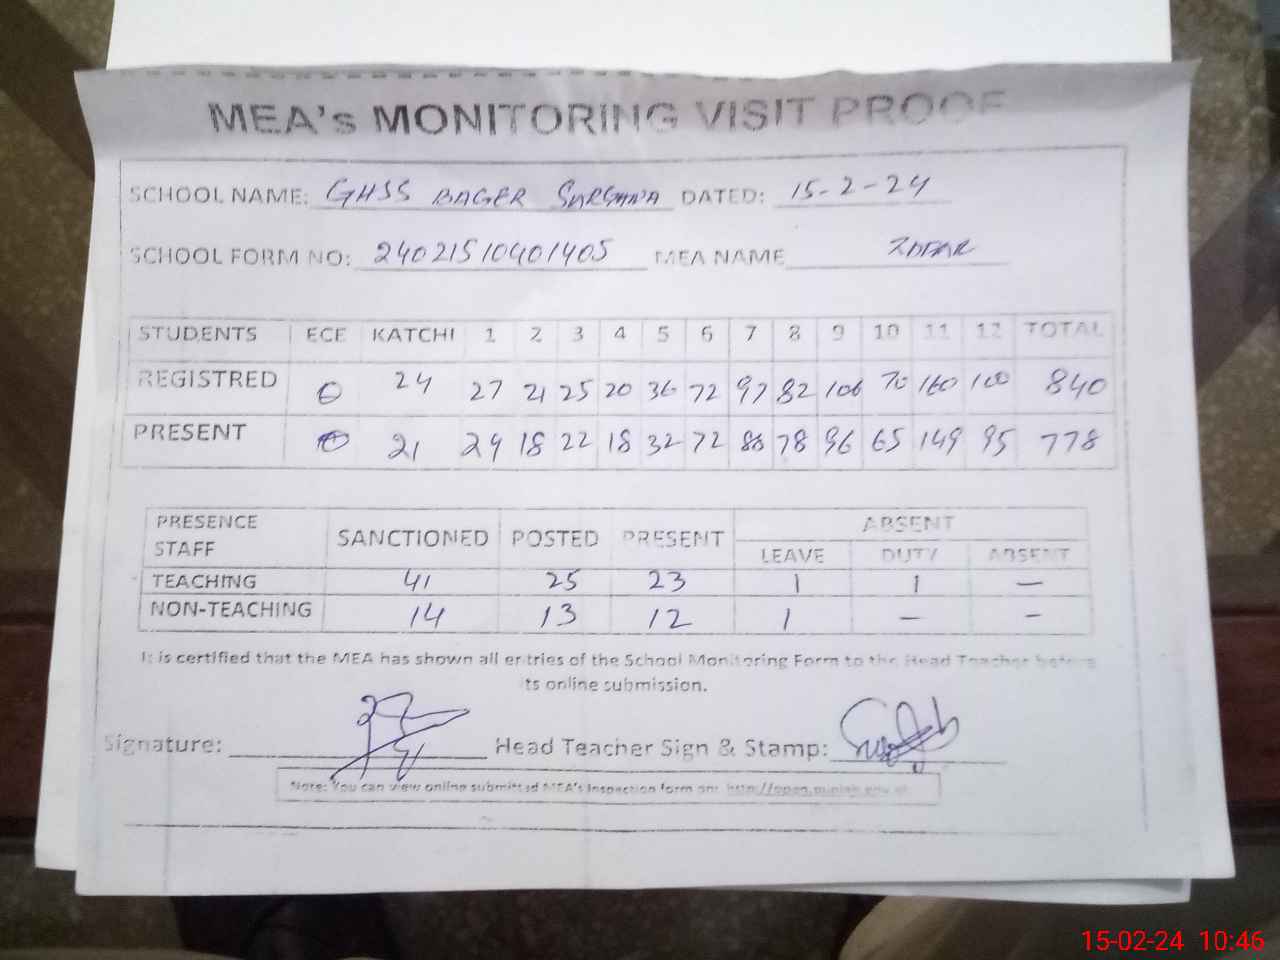 MEA's MONITORING VISIT PROOF
SCHOOL NAME: GHSS BAGER SARGANA DATED: 15-2-24
SCHOOL FORM NO: 24021510401405 MEA NAME ZAFAR
STUDENTS ECE KATCHI 1 2 3 4 5 6 7 8 9 10 11 12 TOTAL
REGISTRED 0 24 27 21 25 20 36 72 97 82 106 70 160 100 840
PRESENT 0 21 24 18 22 18 32 72 88 78 96 65 149 95 778
PRESENCE STAFF SANCTIONED POSTED PRESENT ABSENT
LEAVE DUTY ABSENT
TEACHING 41 25 23 1 1 —
NON-TEACHING 14 13 12 1 — —
It is certified that the MEA has shown all entries of the School Monitoring Form to the Head Teacher before
its online submission.
Signature: Head Teacher Sign & Stamp:
Note: You can view online submitted MEA's Inspection form on: http://open.punjab.gov.pk
15-02-24 10:46